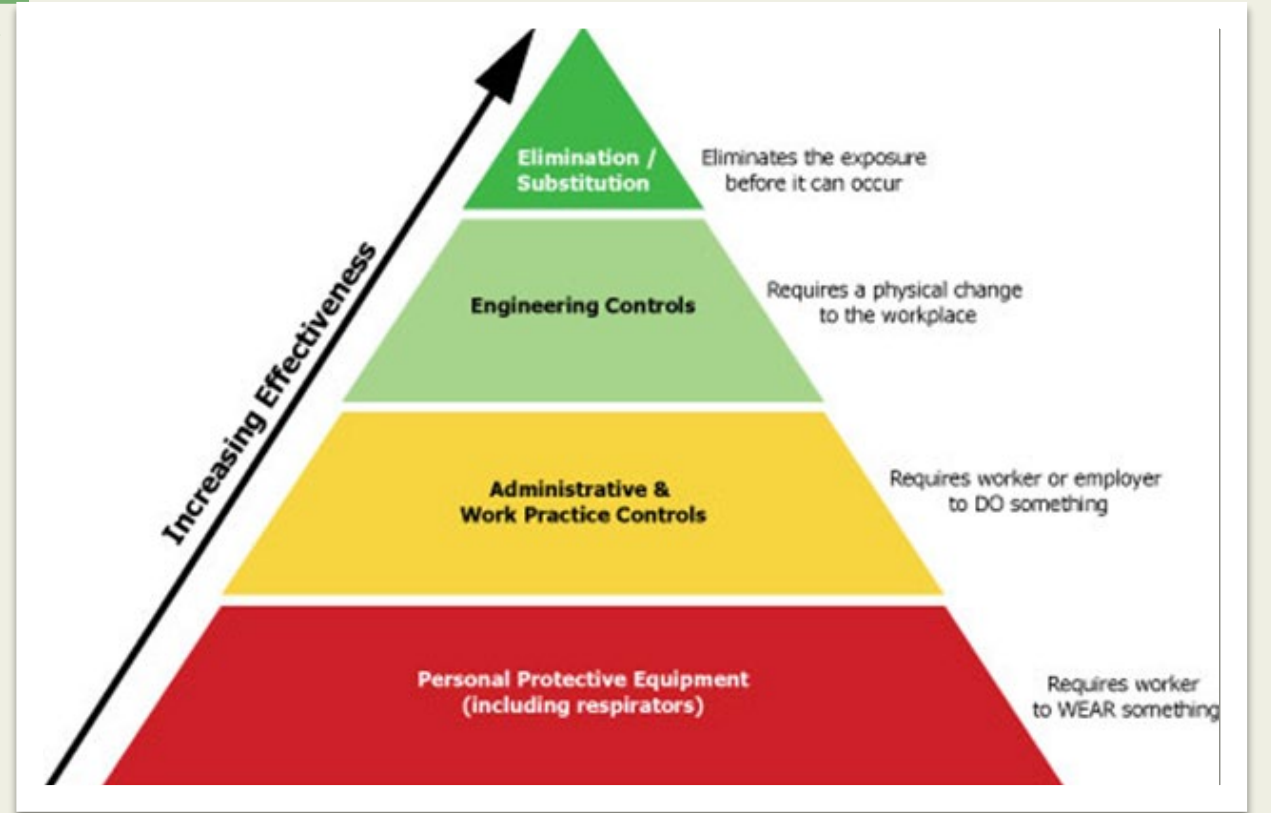 Increasing Effectiveness
Elimination /
Substitution
Eliminates the exposure
before it can occur
Engineering Controls
Requires a physical change
to the workplace
Administrative &
Work Practice Controls
Requires worker or employer
to DO something
Personal Protective Equipment
(including respirators)
Requires worker
to WEAR something